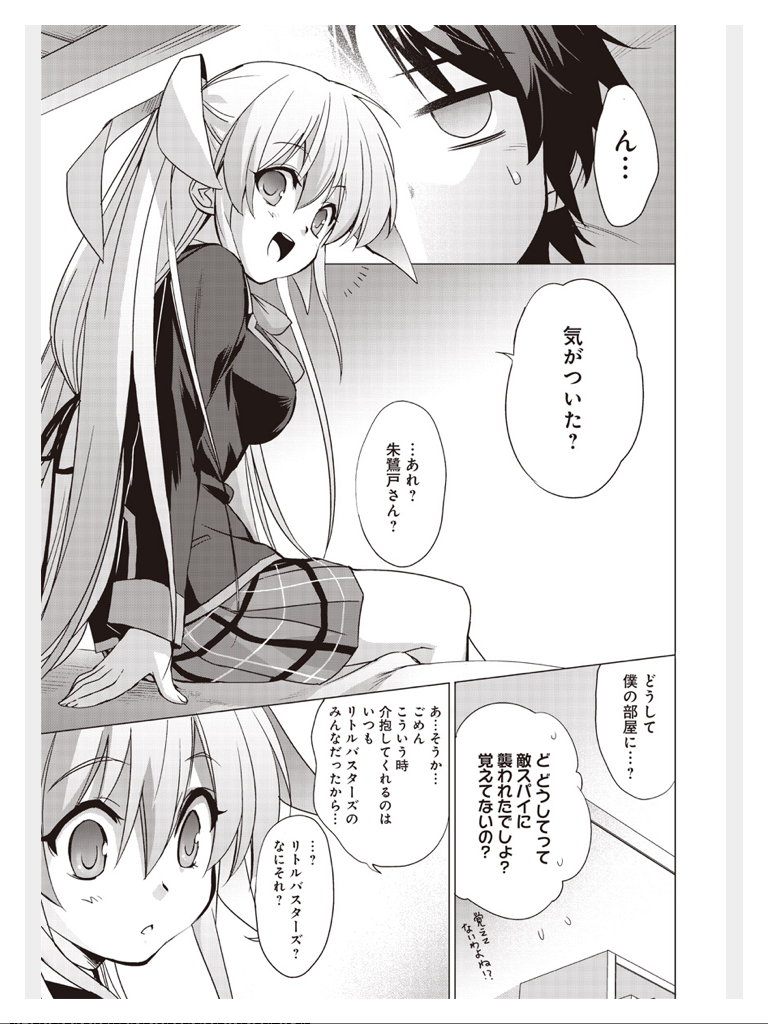 ん…
気がついた?
…あれ?
朱鷺戸さん?
どうして
僕の部屋に…?
ど どうしてって
敵スパイに
襲われたでしょ?
覚えてないの?
覚えて
ないわよね!?
あ…そうか…
ごめん
こういう時
介抱してくれるのは
いつも
リトルバスターズの
みんなだったから…
…?
リトルバスターズ?
なにそれ?